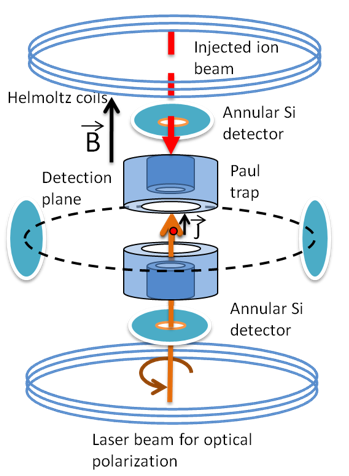 Injected ion
beam
Helmoltz coils
Annular Si
detector
B
Detection
plane
Paul
trap
J
Annular Si
detector
Laser beam for optical
polarization